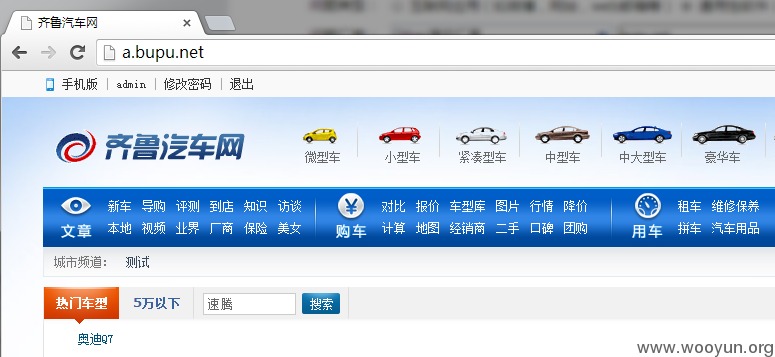 齐鲁汽车网
a.bupu.net
手机版 | admin | 修改密码 | 退出
齐鲁汽车网
微型车 小型车 紧凑型车 中型车 中大型车 豪华车
文章
新车 导购 评测 到店 知识 访谈
本地 视频 业界 厂商 保险 美女
购车
对比 报价 车型库 图片 行情 降价
计算 地图 经销商 二手 口碑 团购
用车
租车 维修保养
拼车 汽车用品
城市频道: 测试
热门车型 5万以下 速腾 搜索
奥迪Q7
www.wooyun.org